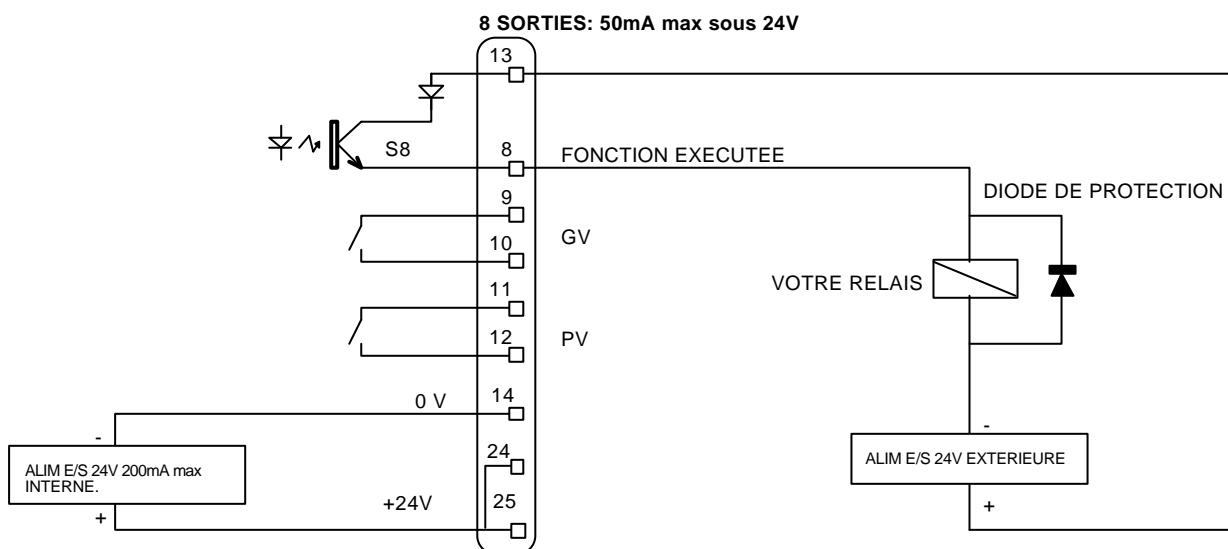 8 SORTIES: 50mA max sous 24V
13
S8
8
FONCTION EXECUTEE
9
DIODE DE PROTECTION
GV
10
VOTRE RELAIS
11
PV
12
14
0 V
-
-
24
ALIM E/S 24V 200mA max
INTERNE.
ALIM E/S 24V EXTERIEURE
+24V
25
+
+